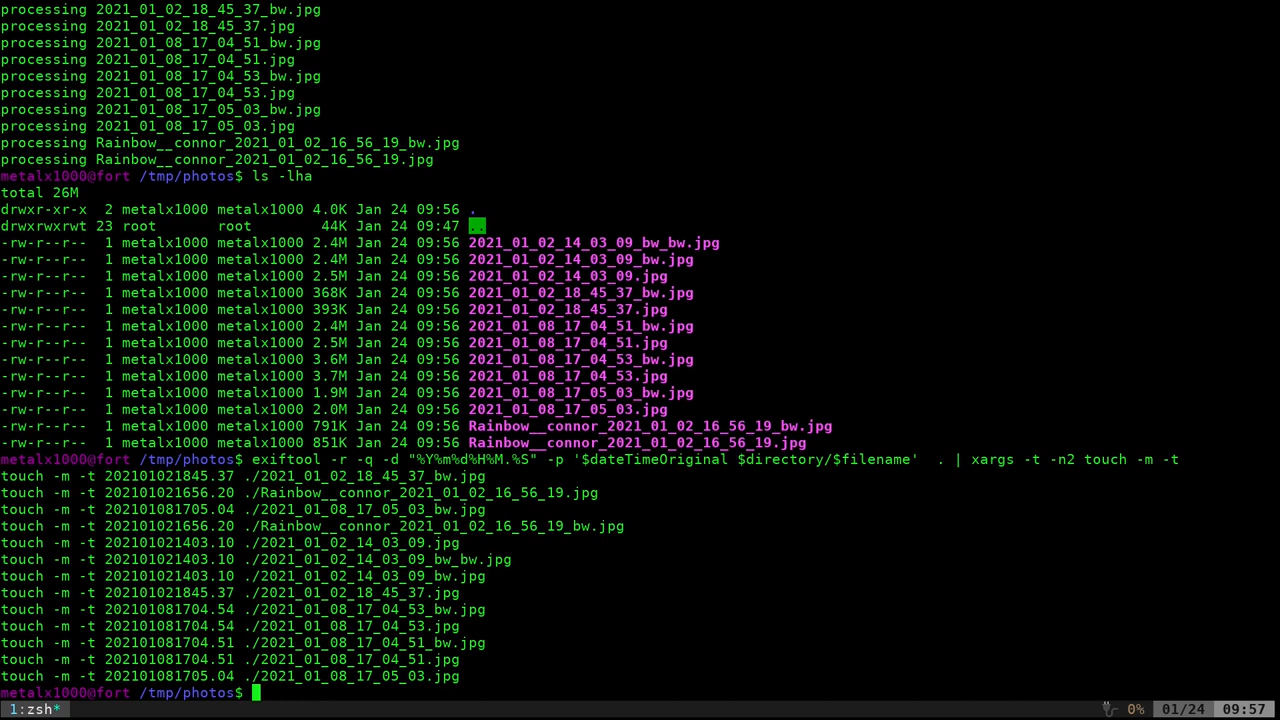 processing 2021_01_02_18_45_37_bw.jpg
processing 2021_01_02_18_45_37.jpg
processing 2021_01_08_17_04_51_bw.jpg
processing 2021_01_08_17_04_51.jpg
processing 2021_01_08_17_04_53_bw.jpg
processing 2021_01_08_17_04_53.jpg
processing 2021_01_08_17_05_03_bw.jpg
processing 2021_01_08_17_05_03.jpg
processing Rainbow__connor_2021_01_02_16_56_19_bw.jpg
processing Rainbow__connor_2021_01_02_16_56_19.jpg
metalx1000@fort /tmp/photos$ ls -lha
total 26M
drwxr-xr-x  2 metalx1000 metalx1000 4.0K Jan 24 09:56 .
drwxrwxrwt 23 root       root        44K Jan 24 09:47 ..
-rw-r--r--  1 metalx1000 metalx1000 2.4M Jan 24 09:56 2021_01_02_14_03_09_bw_bw.jpg
-rw-r--r--  1 metalx1000 metalx1000 2.4M Jan 24 09:56 2021_01_02_14_03_09_bw.jpg
-rw-r--r--  1 metalx1000 metalx1000 2.5M Jan 24 09:56 2021_01_02_14_03_09.jpg
-rw-r--r--  1 metalx1000 metalx1000 368K Jan 24 09:56 2021_01_02_18_45_37_bw.jpg
-rw-r--r--  1 metalx1000 metalx1000 393K Jan 24 09:56 2021_01_02_18_45_37.jpg
-rw-r--r--  1 metalx1000 metalx1000 2.4M Jan 24 09:56 2021_01_08_17_04_51_bw.jpg
-rw-r--r--  1 metalx1000 metalx1000 2.5M Jan 24 09:56 2021_01_08_17_04_51.jpg
-rw-r--r--  1 metalx1000 metalx1000 3.6M Jan 24 09:56 2021_01_08_17_04_53_bw.jpg
-rw-r--r--  1 metalx1000 metalx1000 3.7M Jan 24 09:56 2021_01_08_17_04_53.jpg
-rw-r--r--  1 metalx1000 metalx1000 1.9M Jan 24 09:56 2021_01_08_17_05_03_bw.jpg
-rw-r--r--  1 metalx1000 metalx1000 2.0M Jan 24 09:56 2021_01_08_17_05_03.jpg
-rw-r--r--  1 metalx1000 metalx1000 791K Jan 24 09:56 Rainbow__connor_2021_01_02_16_56_19_bw.jpg
-rw-r--r--  1 metalx1000 metalx1000 851K Jan 24 09:56 Rainbow__connor_2021_01_02_16_56_19.jpg
metalx1000@fort /tmp/photos$ exiftool -r -q -d "%Y%m%d%H%M.%S" -p '$dateTimeOriginal $directory/$filename'  . | xargs -t -n2 touch -m -t
touch -m -t 202101021845.37 ./2021_01_02_18_45_37_bw.jpg
touch -m -t 202101021656.20 ./Rainbow__connor_2021_01_02_16_56_19.jpg
touch -m -t 202101081705.04 ./2021_01_08_17_05_03_bw.jpg
touch -m -t 202101021656.20 ./Rainbow__connor_2021_01_02_16_56_19_bw.jpg
touch -m -t 202101021403.10 ./2021_01_02_14_03_09.jpg
touch -m -t 202101021403.10 ./2021_01_02_14_03_09_bw_bw.jpg
touch -m -t 202101021403.10 ./2021_01_02_14_03_09_bw.jpg
touch -m -t 202101021845.37 ./2021_01_02_18_45_37.jpg
touch -m -t 202101081704.54 ./2021_01_08_17_04_53_bw.jpg
touch -m -t 202101081704.54 ./2021_01_08_17_04_53.jpg
touch -m -t 202101081704.51 ./2021_01_08_17_04_51_bw.jpg
touch -m -t 202101081704.51 ./2021_01_08_17_04_51.jpg
touch -m -t 202101081705.04 ./2021_01_08_17_05_03.jpg
metalx1000@fort /tmp/photos$
1:zsh* 0% 01/24 09:57